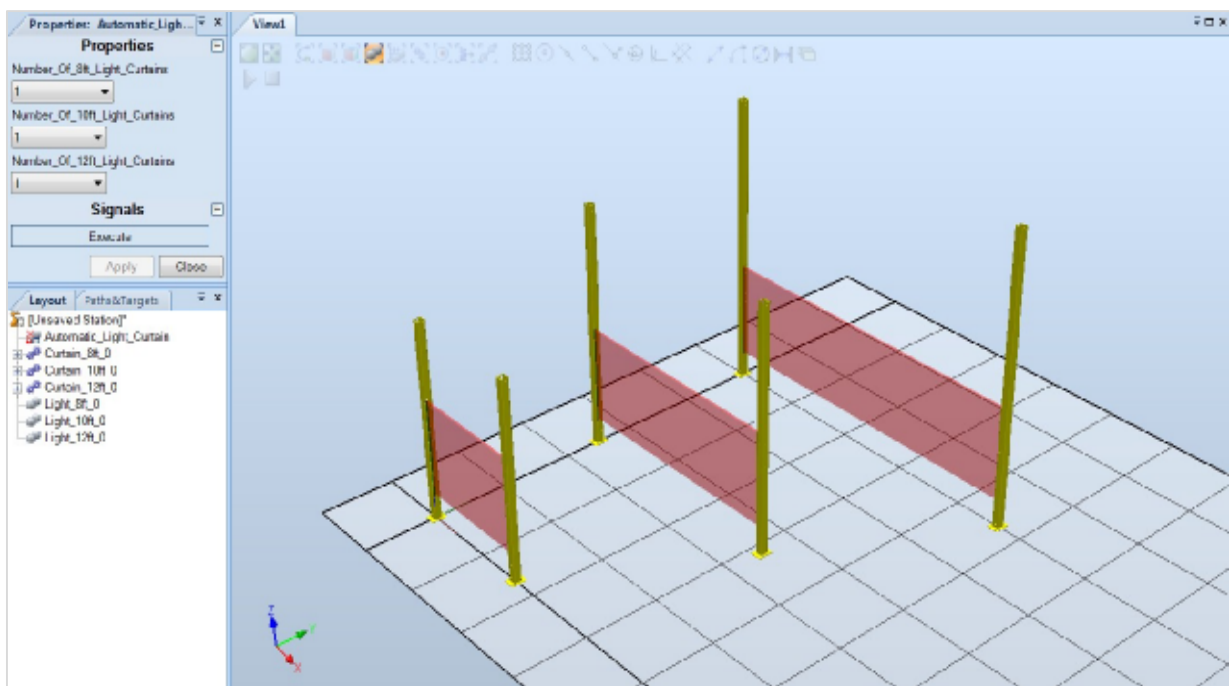 Properties: Automatic_Ligh...
Properties
Number_Of_8ft_Light_Curtains
1
Number_Of_10ft_Light_Curtains
1
Number_Of_12ft_Light_Curtains
1
Signals
Execute
Apply
Close
Layout
Paths&Targets
[Unsaved Station]*
Automatic_Light_Curtain
Curtain_8ft_0
Curtain_10ft_0
Curtain_12ft_0
Light_8ft_0
Light_10ft_0
Light_12ft_0
View1
Z
Y
X